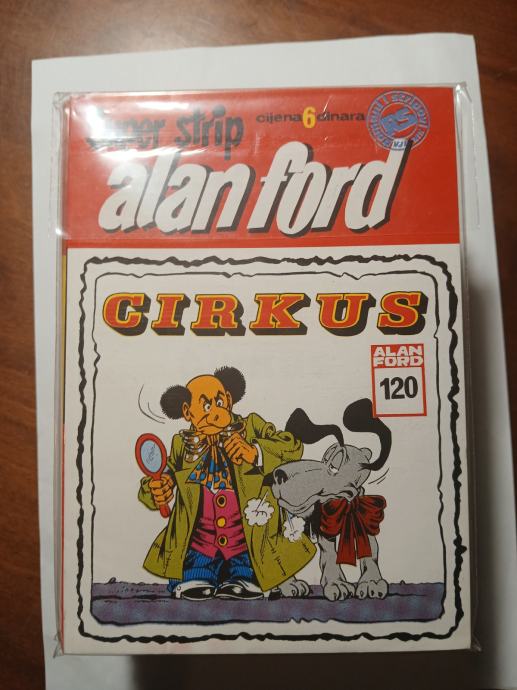 Super strip
cijena 6 dinara
alan ford
CIRKUS
ALAN
FORD
120